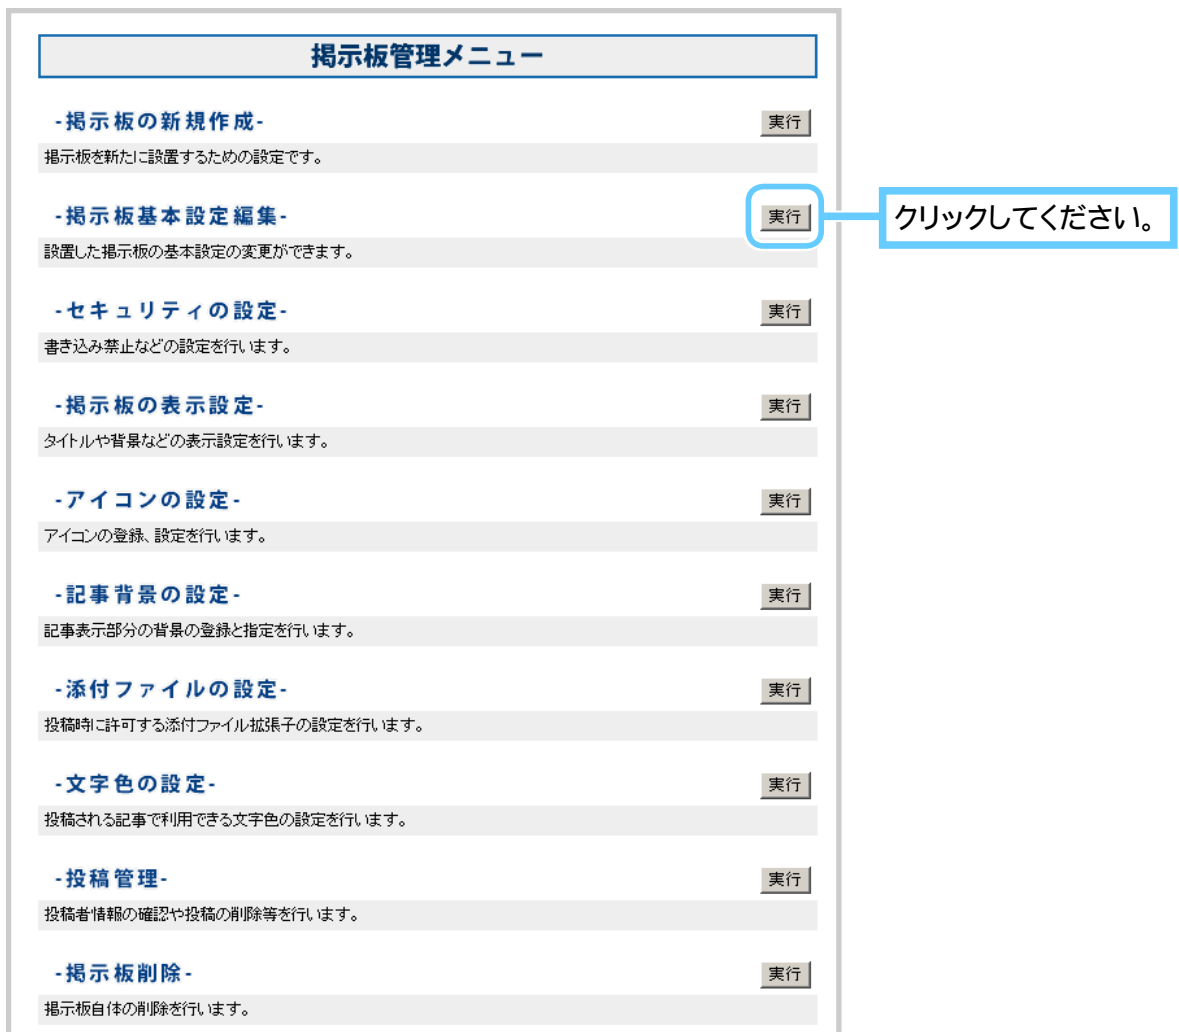 掲示板管理メニュー
-掲示板の新規作成-
実行
掲示板を新たに設置するための設定です。
-掲示板基本設定編集-
実行
クリックしてください。
設置した掲示板の基本設定の変更ができます。
-セキュリティの設定-
実行
書き込み禁止などの設定を行います。
-掲示板の表示設定-
実行
タイトルや背景などの表示設定を行います。
-アイコンの設定-
実行
アイコンの登録、設定を行います。
-記事背景の設定-
実行
記事表示部分の背景の登録と指定を行います。
-添付ファイルの設定-
実行
投稿時に許可する添付ファイル拡張子の設定を行います。
-文字色の設定-
実行
投稿される記事で利用できる文字色の設定を行います。
-投稿管理-
実行
投稿者情報の確認や投稿の削除等を行います。
-掲示板削除-
実行
掲示板自体の削除を行います。